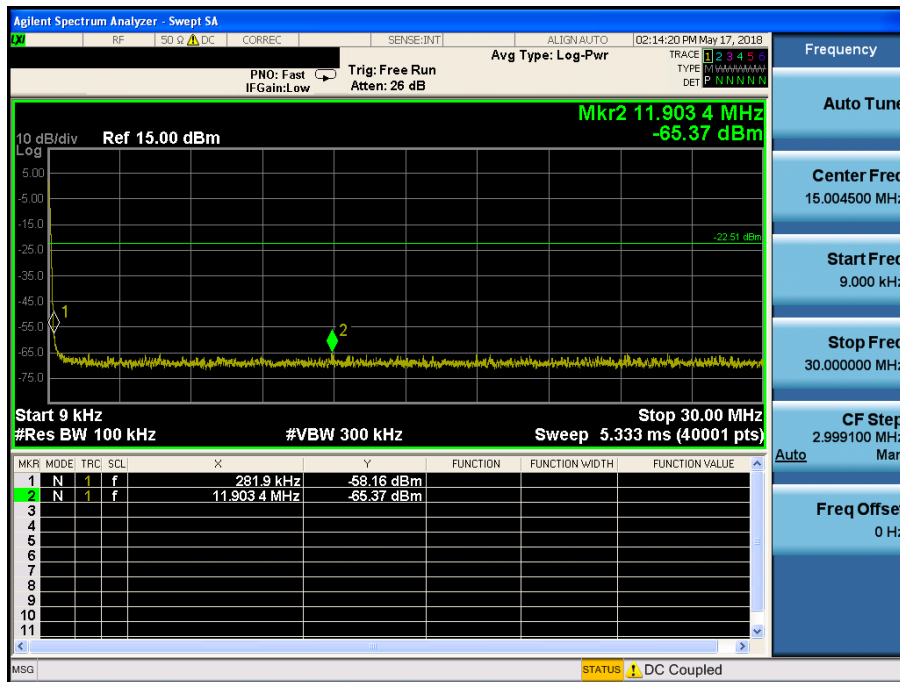 Agilent Spectrum Analyzer - Swept SA
LXI RF 50 Ω DC CORREC SENSE:INT ALIGN AUTO 02:14:20 PM May 17, 2018
Avg Type: Log-Pwr TRACE 1 2 3 4 5 6
PNO: Fast Trig: Free Run TYPE M WWWWW
IFGain:Low Atten: 26 dB DET P N N N N N
Mkr2 11.903 4 MHz
-65.37 dBm
10 dB/div Ref 15.00 dBm
Log
5.00
-5.00
-15.0
-22.51 dBm
-25.0
-35.0
-45.0
1
-55.0
2
-65.0
-75.0
Start 9 kHz Stop 30.00 MHz
#Res BW 100 kHz #VBW 300 kHz Sweep 5.333 ms (40001 pts)
MKR MODE TRC SCL X Y FUNCTION FUNCTION WIDTH FUNCTION VALUE
1 N 1 f 281.9 kHz -58.16 dBm
2 N 1 f 11.903 4 MHz -65.37 dBm
3
4
5
6
7
8
9
10
11
MSG STATUS DC Coupled
Frequency
Auto Tune
Center Freq
15.004500 MHz
Start Freq
9.000 kHz
Stop Freq
30.000000 MHz
CF Step
2.999100 MHz
Auto Man
Freq Offset
0 Hz